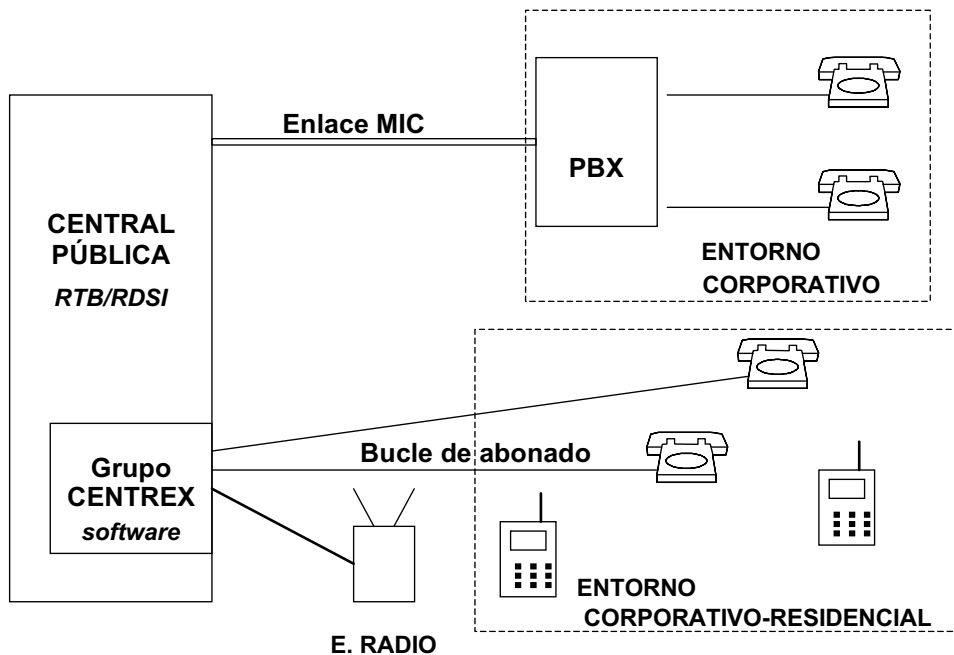 Enlace MIC
PBX
CENTRAL
PÚBLICA
RTB/RDSI
ENTORNO
CORPORATIVO
Grupo
CENTREX
software
Bucle de abonado
ENTORNO
CORPORATIVO-RESIDENCIAL
E. RADIO